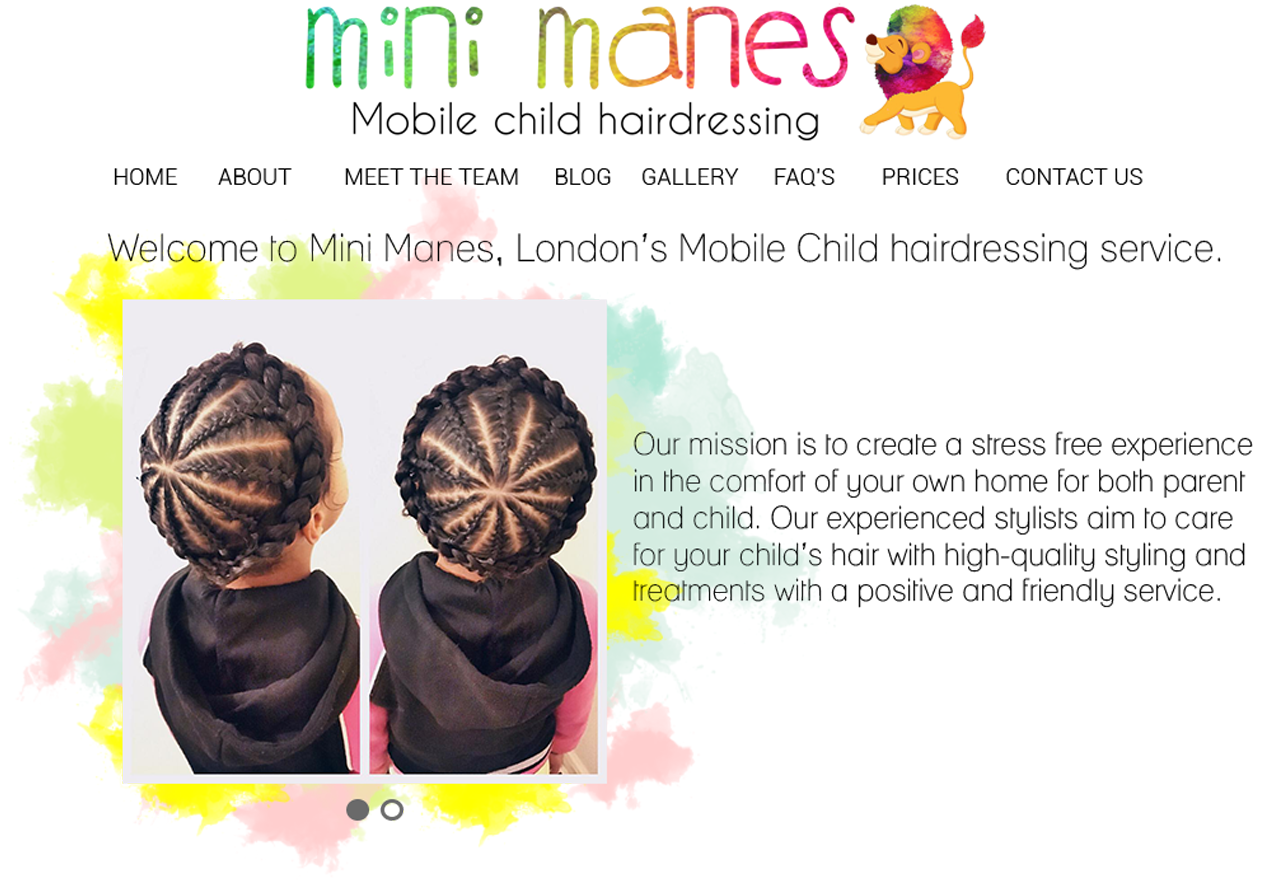 mini manes
Mobile child hairdressing
HOME ABOUT MEET THE TEAM BLOG GALLERY FAQ'S PRICES CONTACT US
Welcome to Mini Manes, London's Mobile Child hairdressing service.
Our mission is to create a stress free experience
in the comfort of your own home for both parent
and child. Our experienced stylists aim to care
for your child's hair with high-quality styling and
treatments with a positive and friendly service.